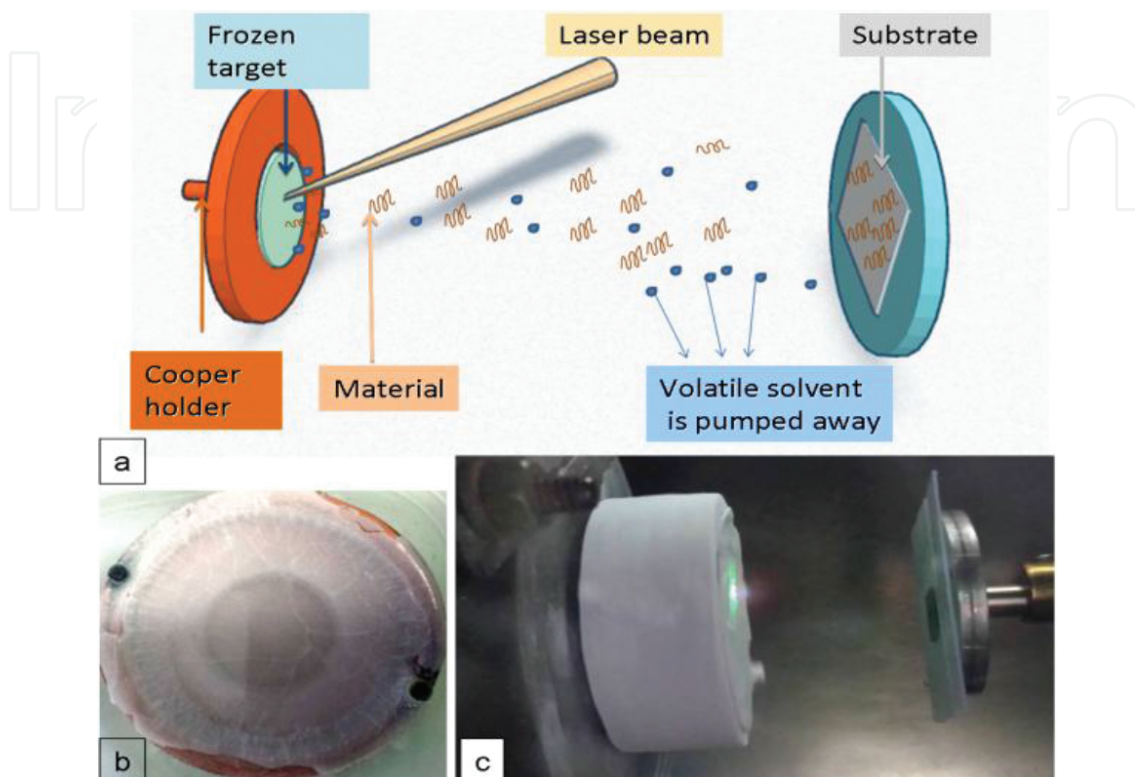 Frozen
target
Laser beam
Substrate
Cooper
holder
Material
Volatile solvent
is pumped away
a
b
c